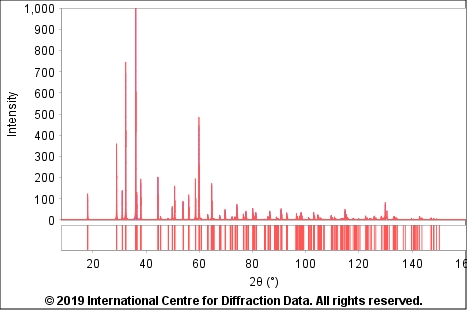 1,000
900
800
700
600
500
400
300
200
100
0
Intensity
20 40 60 80 100 120 140 16
2θ (°)
© 2019 International Centre for Diffraction Data. All rights reserved.